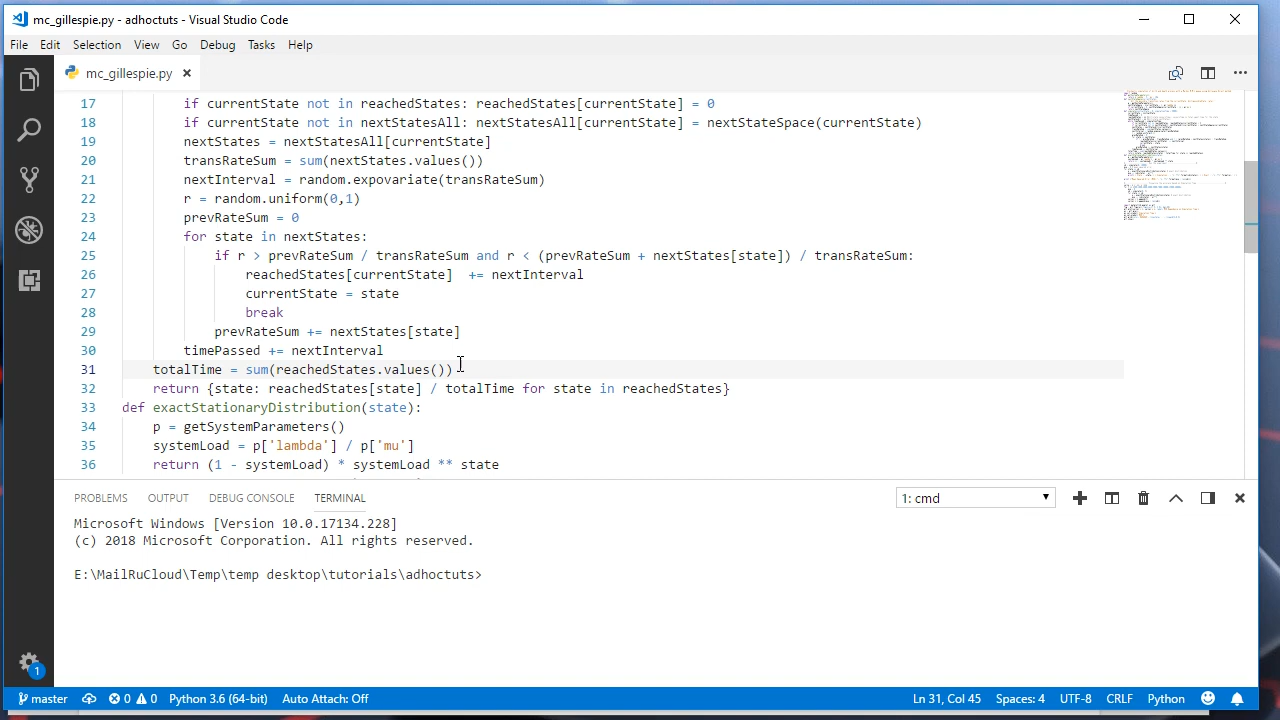 mc_gillespie.py - adhoctuts - Visual Studio Code
File Edit Selection View Go Debug Tasks Help
mc_gillespie.py
17 if currentState not in reachedStates: reachedStates[currentState] = 0
18 if currentState not in nextStatesAll: nextStatesAll[currentState] = nextStateSpace(currentState)
19 nextStates = nextStatesAll[currentState]
20 transRateSum = sum(nextStates.values())
21 nextInterval = random.expovariate(transRateSum)
22 r = random.uniform(0,1)
23 prevRateSum = 0
24 for state in nextStates:
25 if r > prevRateSum / transRateSum and r < (prevRateSum + nextStates[state]) / transRateSum:
26 reachedStates[currentState]  += nextInterval
27 currentState = state
28 break
29 prevRateSum += nextStates[state]
30 timePassed += nextInterval
31 totalTime = sum(reachedStates.values())
32 return {state: reachedStates[state] / totalTime for state in reachedStates}
33 def exactStationaryDistribution(state):
34 p = getSystemParameters()
35 systemLoad = p['lambda'] / p['mu']
36 return (1 - systemLoad) * systemLoad ** state
PROBLEMS OUTPUT DEBUG CONSOLE TERMINAL 1: cmd
Microsoft Windows [Version 10.0.17134.228]
(c) 2018 Microsoft Corporation. All rights reserved.
E:\MailRuCloud\Temp\temp desktop\tutorials\adhoctuts>
1
master 0 0 Python 3.6 (64-bit) Auto Attach: Off Ln 31, Col 45 Spaces: 4 UTF-8 CRLF Python